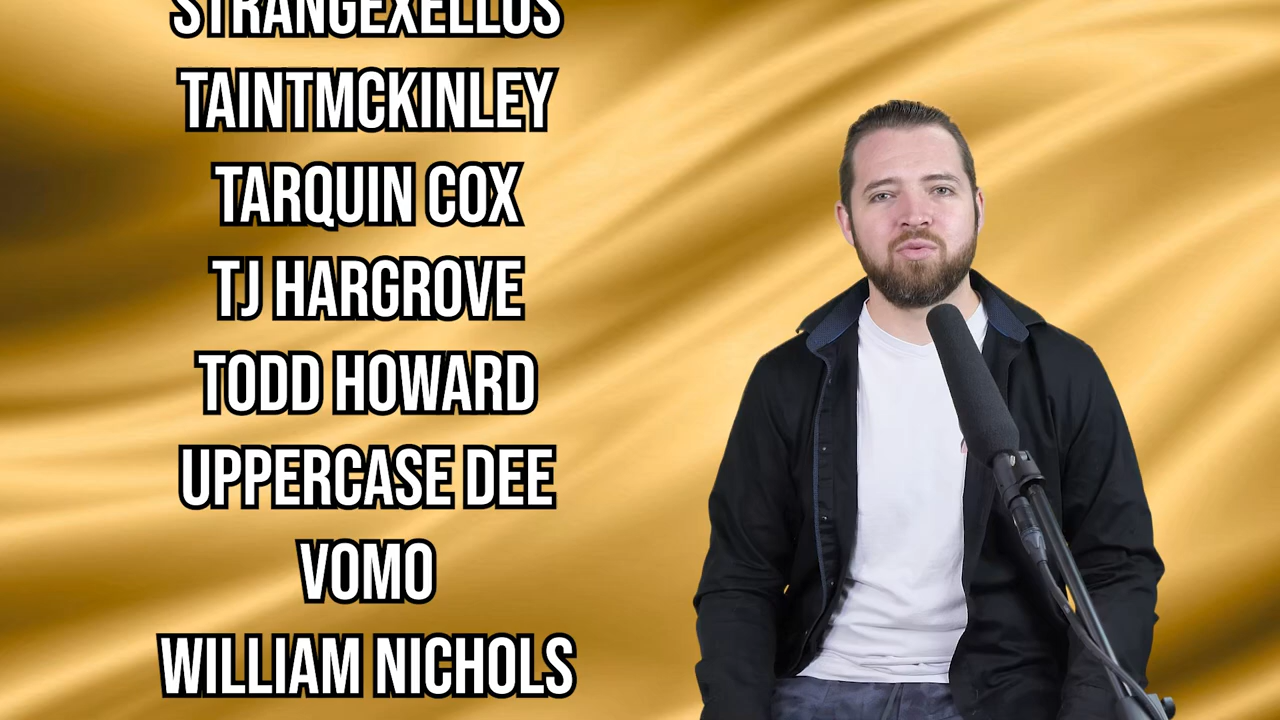 STRANGEXELLOS
TAINTMCKINLEY
TARQUIN COX
TJ HARGROVE
TODD HOWARD
UPPERCASE DEE
VOMO
WILLIAM NICHOLS